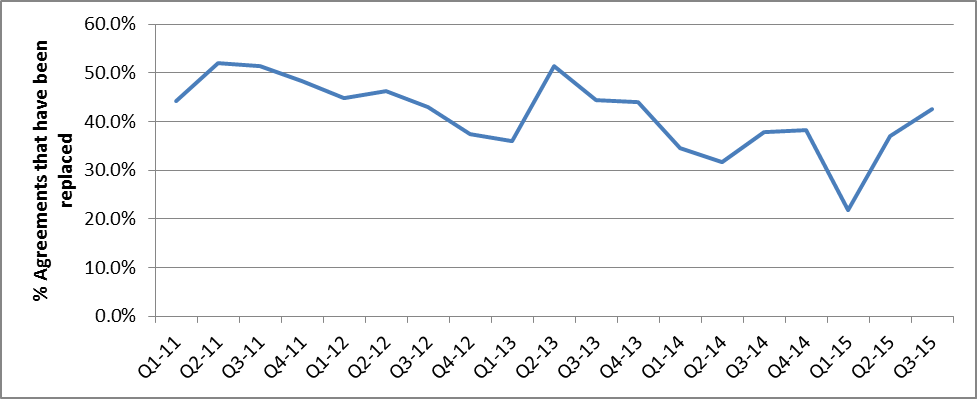 60.0%
50.0%
40.0%
30.0%
20.0%
10.0%
0.0%
% Agreements that have been
replaced
Q1-11
Q2-11
Q3-11
Q4-11
Q1-12
Q2-12
Q3-12
Q4-12
Q1-13
Q2-13
Q3-13
Q4-13
Q1-14
Q2-14
Q3-14
Q4-14
Q1-15
Q2-15
Q3-15